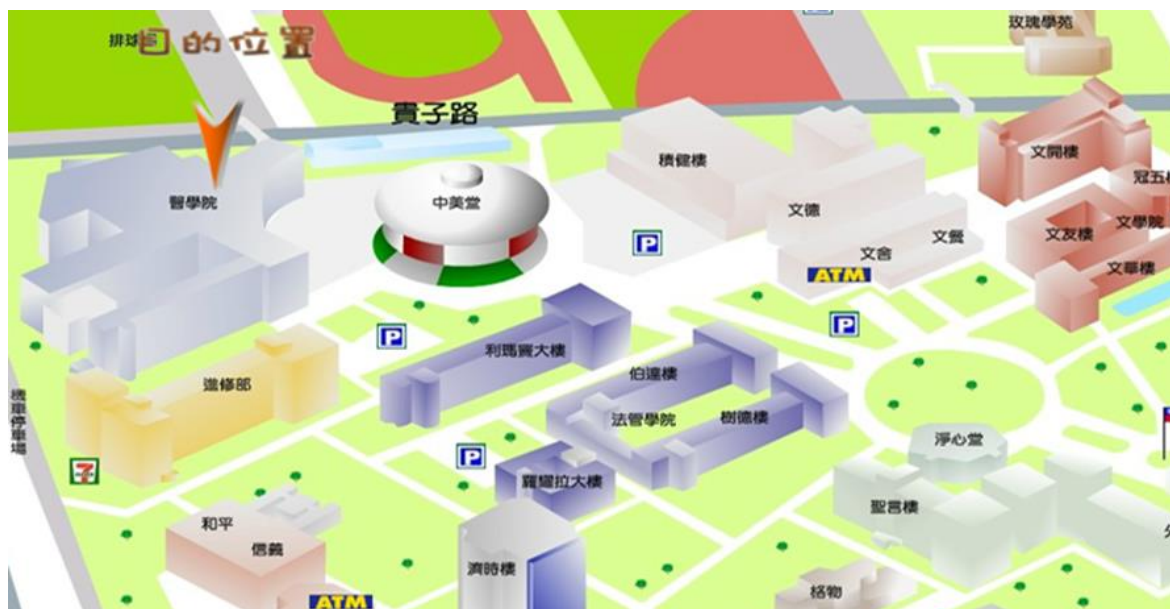 玫瑰學苑
排球場
目的位置
貴子路
積健樓
文開樓
冠五樓
醫學院
中美堂
文德
文學院
文餐
文友樓
文舍
文華樓
ATM
P
P
P
利瑪竇大樓
伯達樓
進修部
機車停車場
法管學院
樹德樓
淨心堂
P
7
羅耀拉大樓
聖言樓
和平
信義
濟時樓
格物
ATM